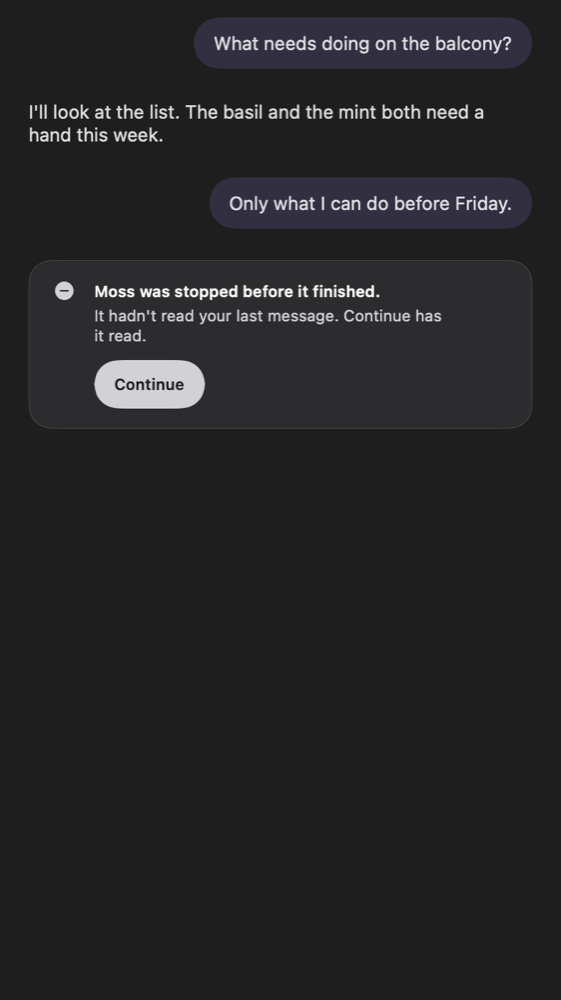 What needs doing on the balcony?
I'll look at the list. The basil and the mint both need a
hand this week.
Only what I can do before Friday.
Moss was stopped before it finished.
It hadn't read your last message. Continue has
it read.
Continue